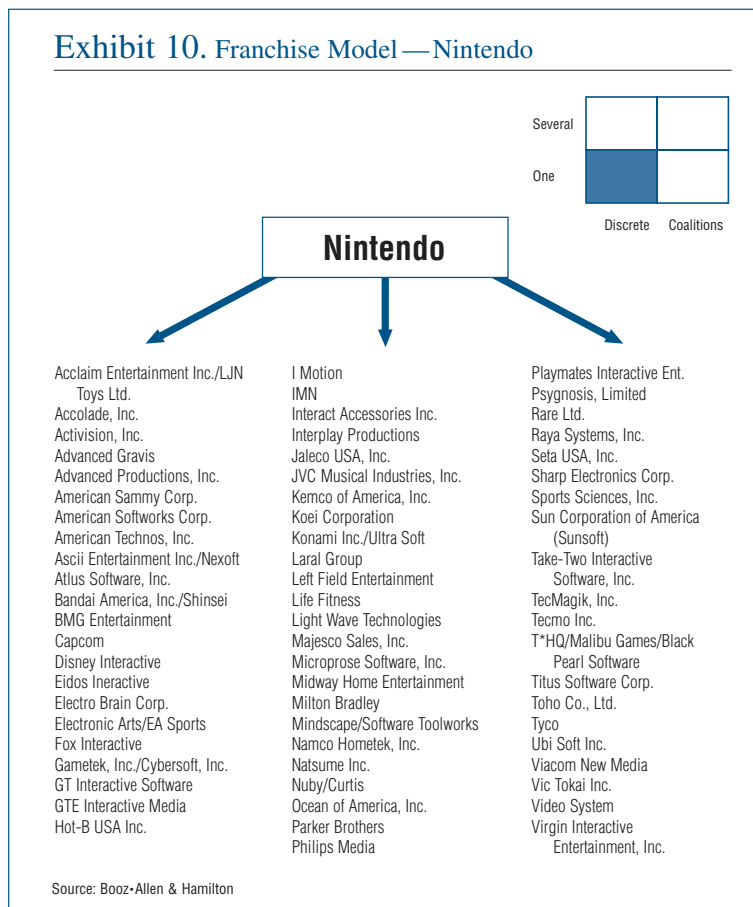 Exhibit 10. Franchise Model — Nintendo
Several
One
Discrete Coalitions
Nintendo
Acclaim Entertainment Inc./LJN
Toys Ltd.
Accolade, Inc.
Activision, Inc.
Advanced Gravis
Advanced Productions, Inc.
American Sammy Corp.
American Softworks Corp.
American Technos, Inc.
Ascii Entertainment Inc./Nexoft
Atlus Software, Inc.
Bandai America, Inc./Shinsei
BMG Entertainment
Capcom
Disney Interactive
Eidos Ineractive
Electro Brain Corp.
Electronic Arts/EA Sports
Fox Interactive
Gametek, Inc./Cybersoft, Inc.
GT Interactive Software
GTE Interactive Media
Hot-B USA Inc.
I Motion
IMN
Interact Accessories Inc.
Interplay Productions
Jaleco USA, Inc.
JVC Musical Industries, Inc.
Kemco of America, Inc.
Koei Corporation
Konami Inc./Ultra Soft
Laral Group
Left Field Entertainment
Life Fitness
Light Wave Technologies
Majesco Sales, Inc.
Microprose Software, Inc.
Midway Home Entertainment
Milton Bradley
Mindscape/Software Toolworks
Namco Hometek, Inc.
Natsume Inc.
Nuby/Curtis
Ocean of America, Inc.
Parker Brothers
Philips Media
Playmates Interactive Ent.
Psygnosis, Limited
Rare Ltd.
Raya Systems, Inc.
Seta USA, Inc.
Sharp Electronics Corp.
Sports Sciences, Inc.
Sun Corporation of America
(Sunsoft)
Take-Two Interactive
Software, Inc.
TecMagik, Inc.
Tecmo Inc.
T*HQ/Malibu Games/Black
Pearl Software
Titus Software Corp.
Toho Co., Ltd.
Tyco
Ubi Soft Inc.
Viacom New Media
Vic Tokai Inc.
Video System
Virgin Interactive
Entertainment, Inc.
Source: Booz•Allen & Hamilton